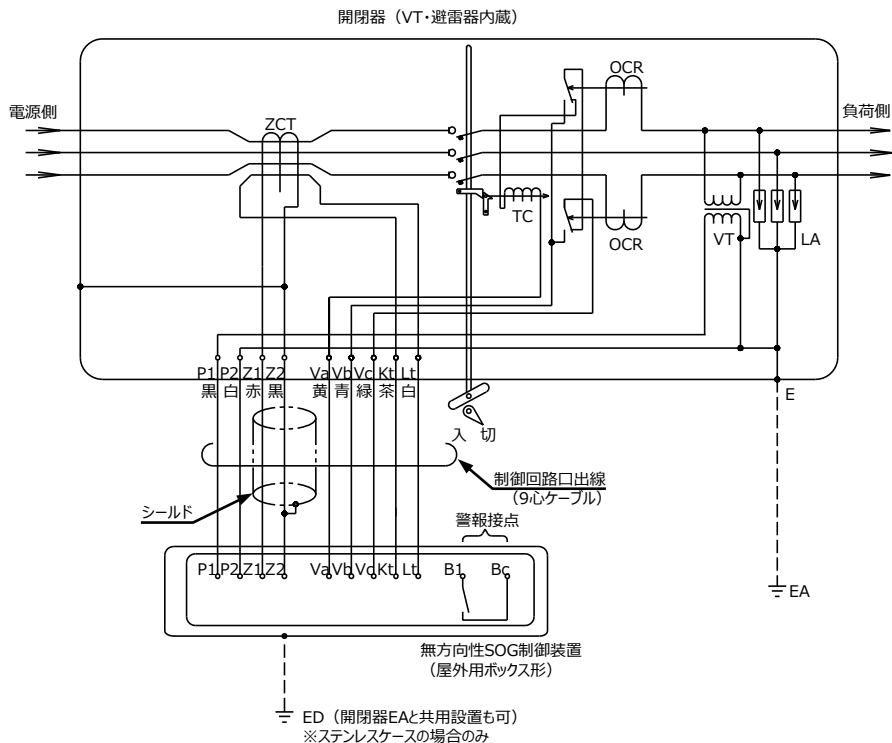 開閉器（VT・避雷器内蔵）
OCR
電源側
負荷側
ZCT
TC
OCR
VT
LA
P1 P2 Z1 Z2 Va Vb Vc Kt Lt
黒 白 赤 黒 黄 青 緑 茶 白
E
入 切
制御回路口出線
（9心ケーブル）
シールド
警報接点
P1 P2 Z1 Z2 Va Vb Vc Kt Lt B1 Bc
EA
無方向性SOG制御装置
（屋外用ボックス形）
ED（開閉器EAと共用設置も可）
※ステンレスケースの場合のみ